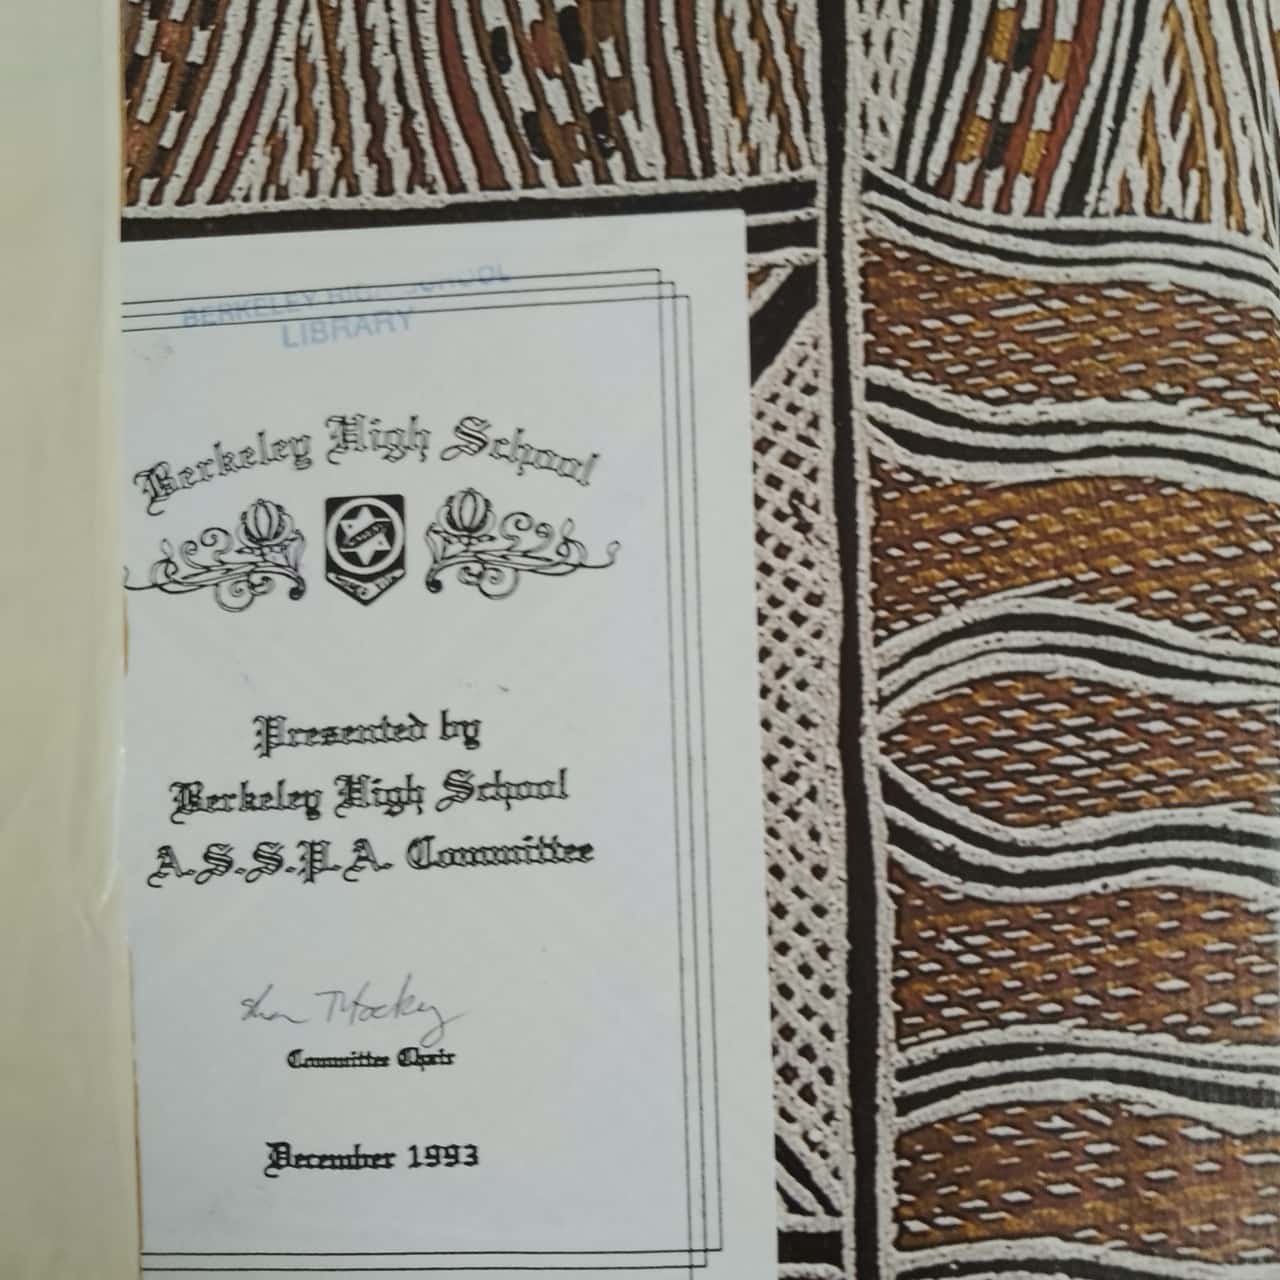 BERKELEY HIGH SCHOOL
LIBRARY
Berkeley High School
Presented by
Berkeley High School
A.S.S.P.A. Committee
Committee Chair
December 1993